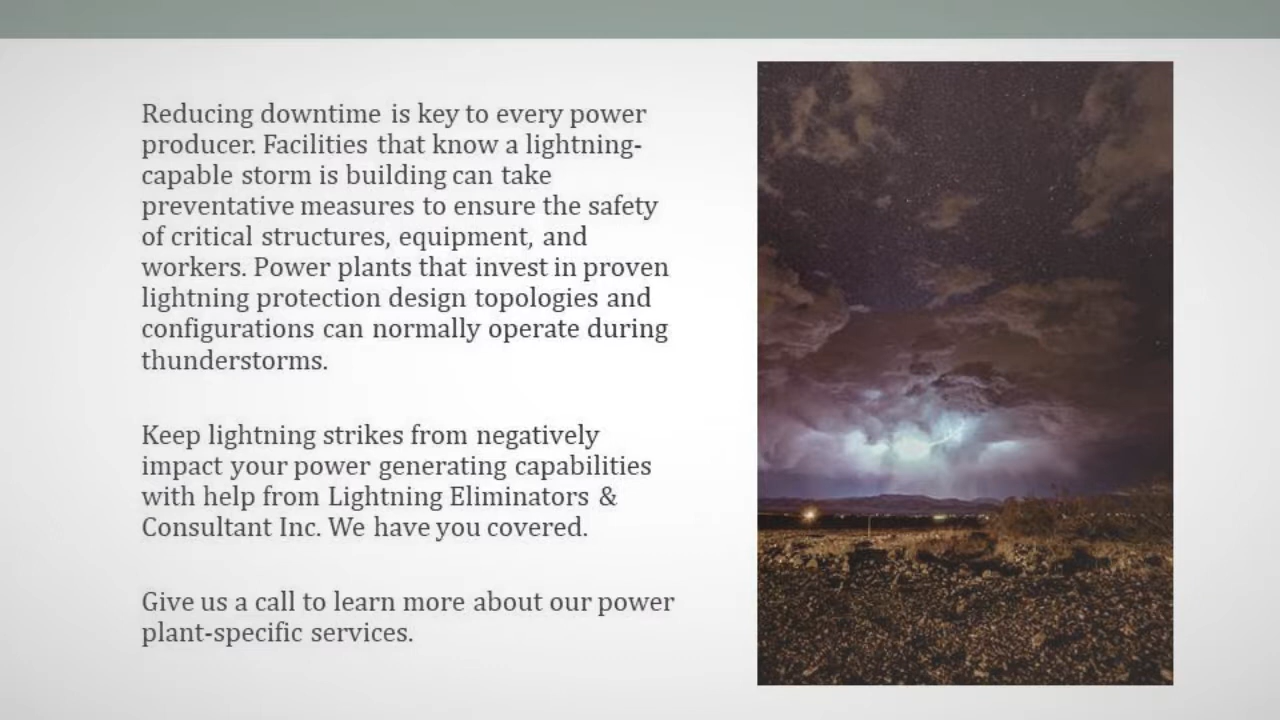 Reducing downtime is key to every power
producer. Facilities that know a lightning-
capable storm is building can take
preventative measures to ensure the safety
of critical structures, equipment, and
workers. Power plants that invest in proven
lightning protection design topologies and
configurations can normally operate during
thunderstorms.
Keep lightning strikes from negatively
impact your power generating capabilities
with help from Lightning Eliminators &
Consultant Inc. We have you covered.
Give us a call to learn more about our power
plant-specific services.